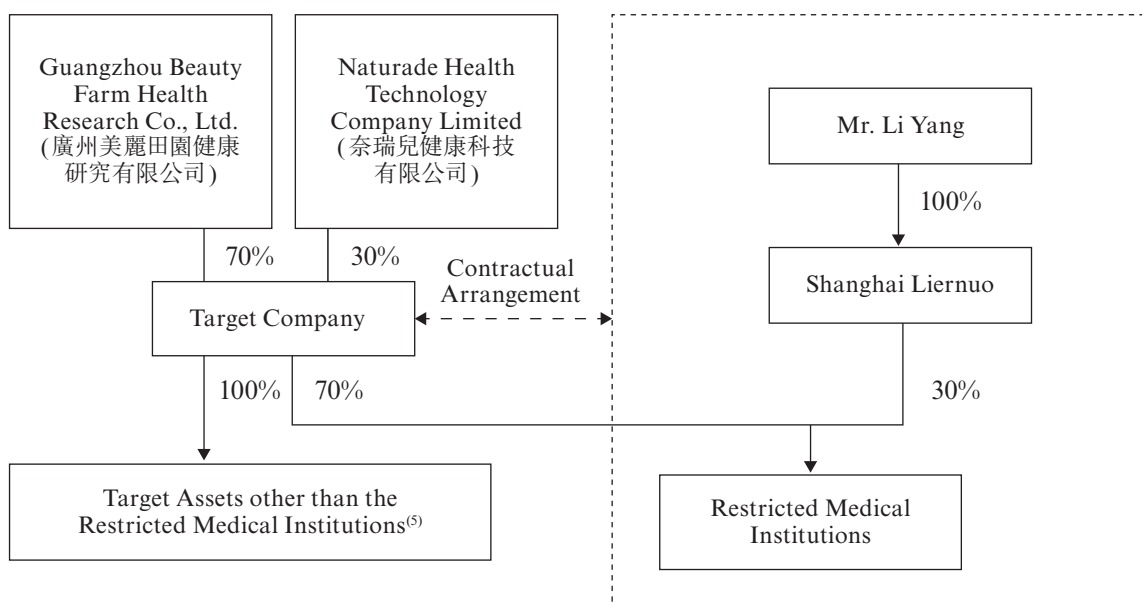 Guangzhou Beauty
Farm Health
Research Co., Ltd.
(廣州美麗田園健康
研究有限公司)
Naturade Health
Technology
Company Limited
(奈瑞兒健康科技
有限公司)
Mr. Li Yang
100%
70%
30%
Contractual
Arrangement
Shanghai Liernuo
Target Company
100%
70%
30%
Target Assets other than the
Restricted Medical Institutions(5)
Restricted Medical
Institutions